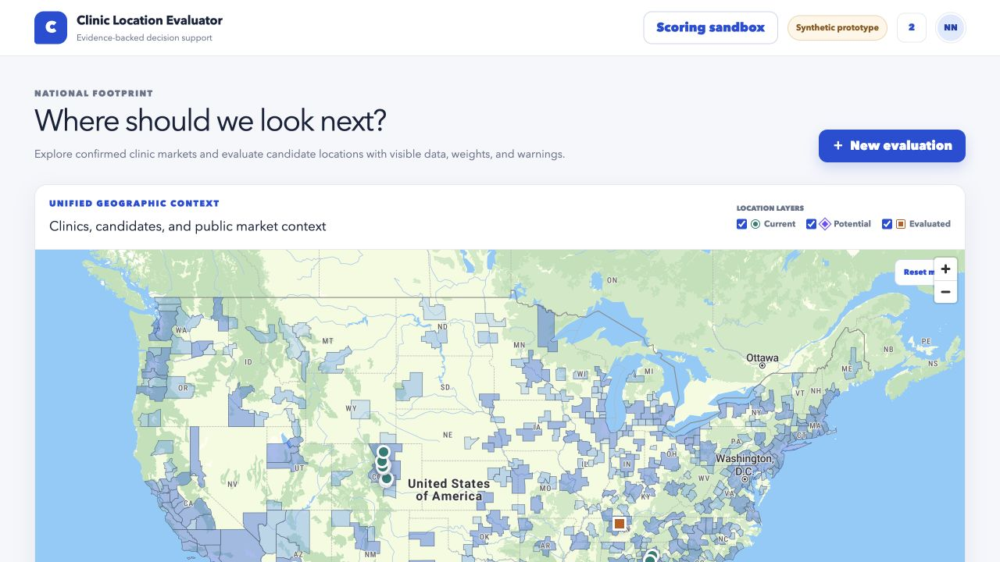 C
Clinic Location Evaluator
Evidence-backed decision support
Scoring sandbox
Synthetic prototype
2
NN
NATIONAL FOOTPRINT
Where should we look next?
Explore confirmed clinic markets and evaluate candidate locations with visible data, weights, and warnings.
+ New evaluation
UNIFIED GEOGRAPHIC CONTEXT
Clinics, candidates, and public market context
LOCATION LAYERS
Current
Potential
Evaluated
Reset m
+
−
ON
WA
MT
ND
MN
Ottawa
NB
PE
NS
ME
ID
OR
SD
WI
MI
VT
NH
WY
NY
MA
CT
NE
IA
PA
UT
IL
IN
OH
Washington,
D.C.
NV
United States
of America
MO
WV
VA
KY
CA
OK
AR
NC
AZ
NM